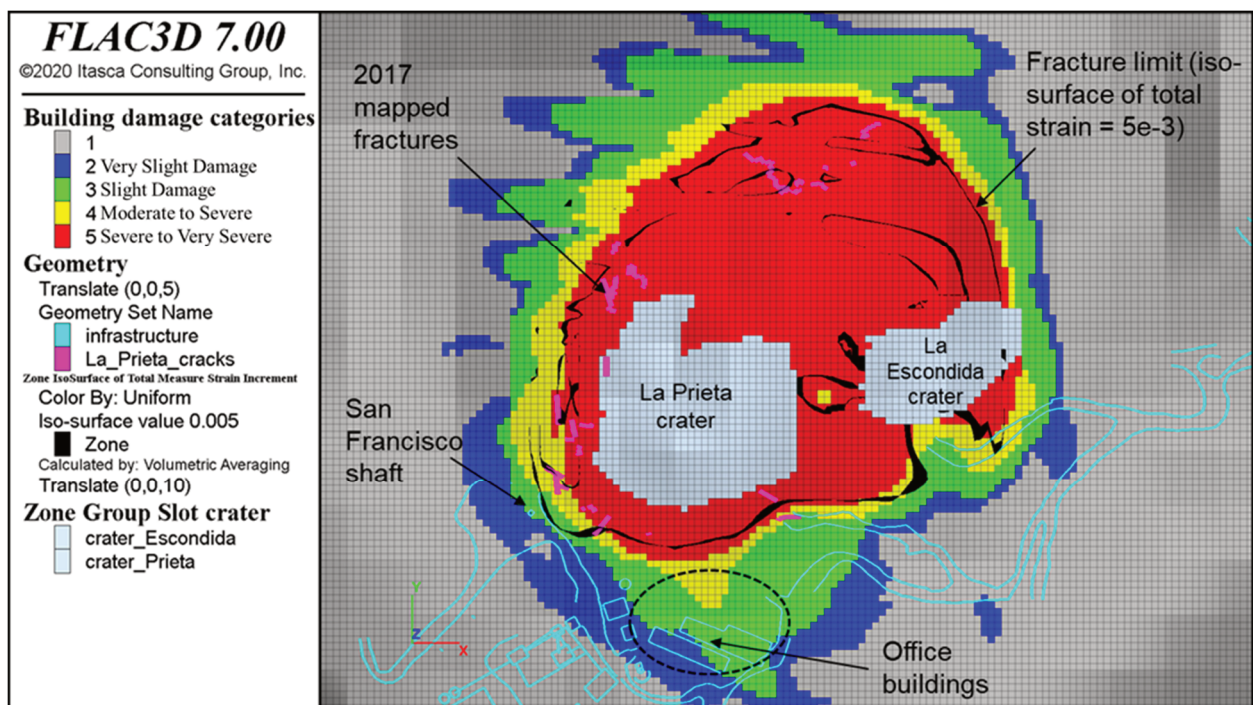 FLAC3D 7.00
©2020 Itasca Consulting Group, Inc.
Building damage categories
1
2 Very Slight Damage
3 Slight Damage
4 Moderate to Severe
5 Severe to Very Severe
Geometry
Translate (0,0,5)
Geometry Set Name
infrastructure
La_Prieta_cracks
Zone IsoSurface of Total Measure Strain Increment
Color By: Uniform
Iso-surface value 0.005
Zone
Calculated by: Volumetric Averaging
Translate (0,0,10)
Zone Group Slot crater
crater_Escondida
crater_Prieta
2017
mapped
fractures
Fracture limit (iso-
surface of total
strain = 5e-3)
La
Escondida
crater
La Prieta
crater
San
Francisco
shaft
Office
buildings
Y
Z
X